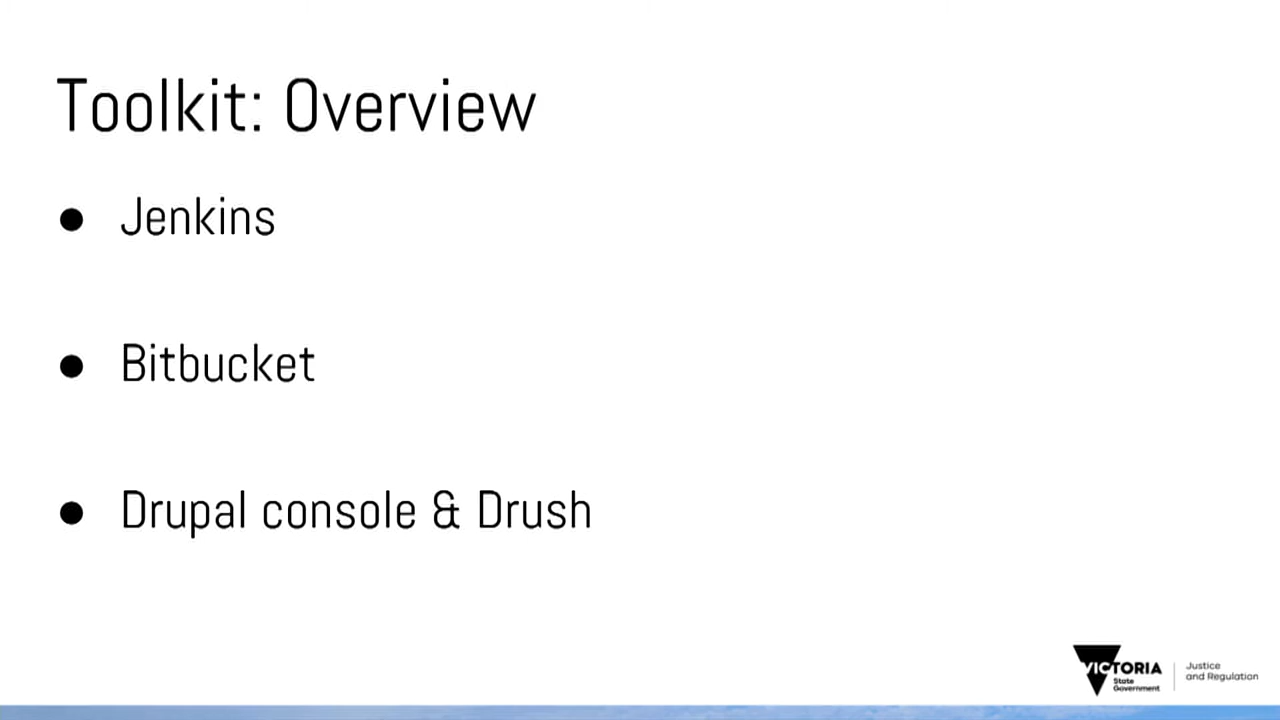 Toolkit: Overview
● Jenkins
● Bitbucket
● Drupal console & Drush
VICTORIA
State
Government
Justice
and Regulation